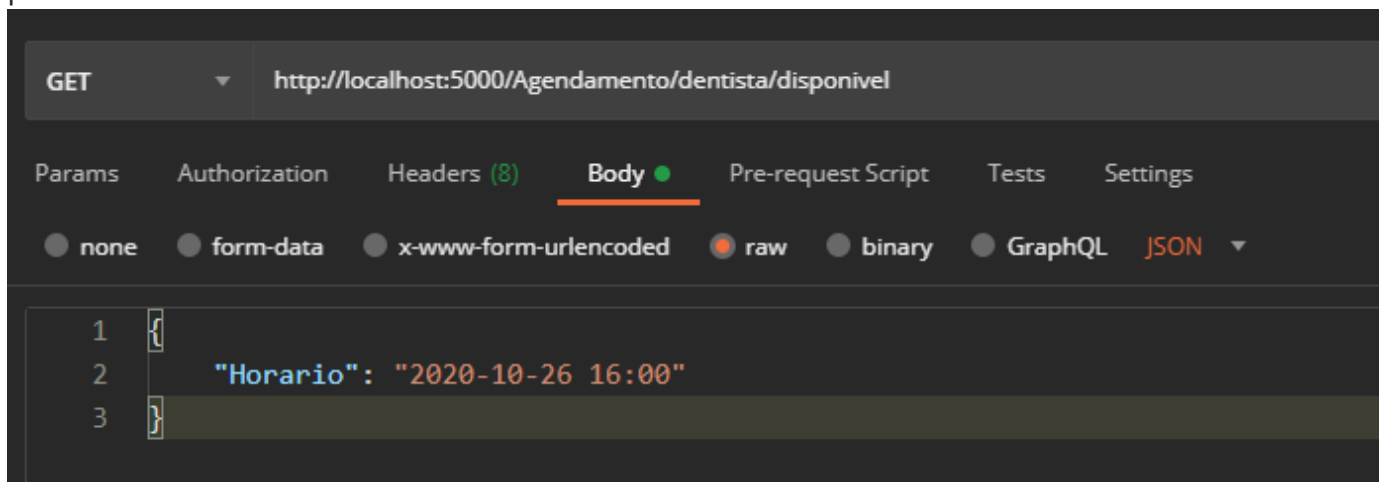 GET http://localhost:5000/Agendamento/dentista/disponivel
Params Authorization Headers (8) Body Pre-request Script Tests Settings
none form-data x-www-form-urlencoded raw binary GraphQL JSON
1 {
2 "Horario": "2020-10-26 16:00"
3 }